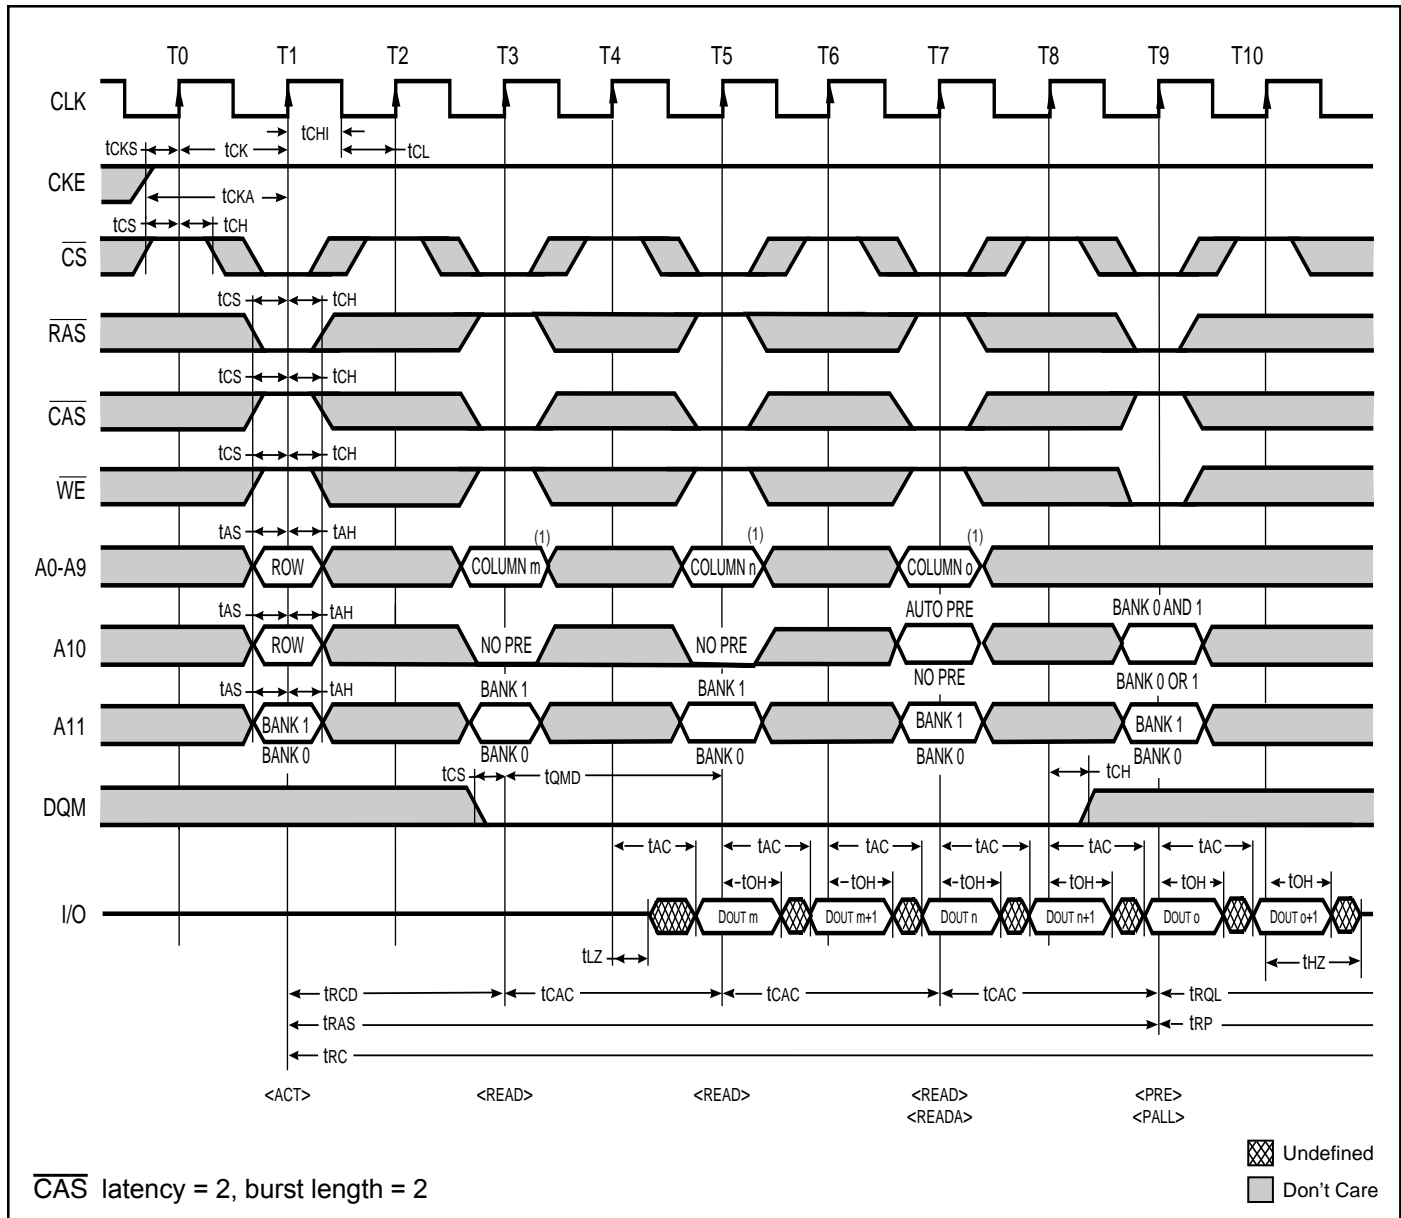 T0 T1 T2 T3 T4 T5 T6 T7 T8 T9 T10
CLK
tCHI
tCKS tCK tCL
CKE
tCKA
tCS tCH
CS
tCS tCH
RAS
tCS tCH
CAS
tCS tCH
WE
tAS tAH (1) (1) (1)
A0-A9 ROW COLUMN m COLUMN n COLUMN o
tAS tAH AUTO PRE BANK 0 AND 1
A10 ROW NO PRE NO PRE
NO PRE BANK 0 OR 1
tAS tAH BANK 1 BANK 1
A11 BANK 1 BANK 1 BANK 1
BANK 0 BANK 0 BANK 0 BANK 0 BANK 0
tCS tQMD tCH
DQM
tAC tAC tAC tAC tAC tAC
tOH tOH tOH tOH tOH tOH
I/O DOUT m DOUT m+1 DOUT n DOUT n+1 DOUT o DOUT o+1
tLZ tHZ
tRCD tCAC tCAC tCAC tRQL
tRAS tRP
tRC
<ACT> <READ> <READ> <READ> <PRE>
<READA> <PALL>
Undefined
CAS latency = 2, burst length = 2
Don't Care